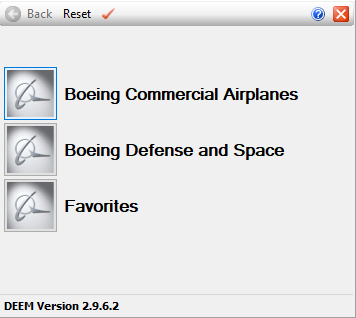 Back Reset
Boeing Commercial Airplanes
Boeing Defense and Space
Favorites
DEEM Version 2.9.6.2